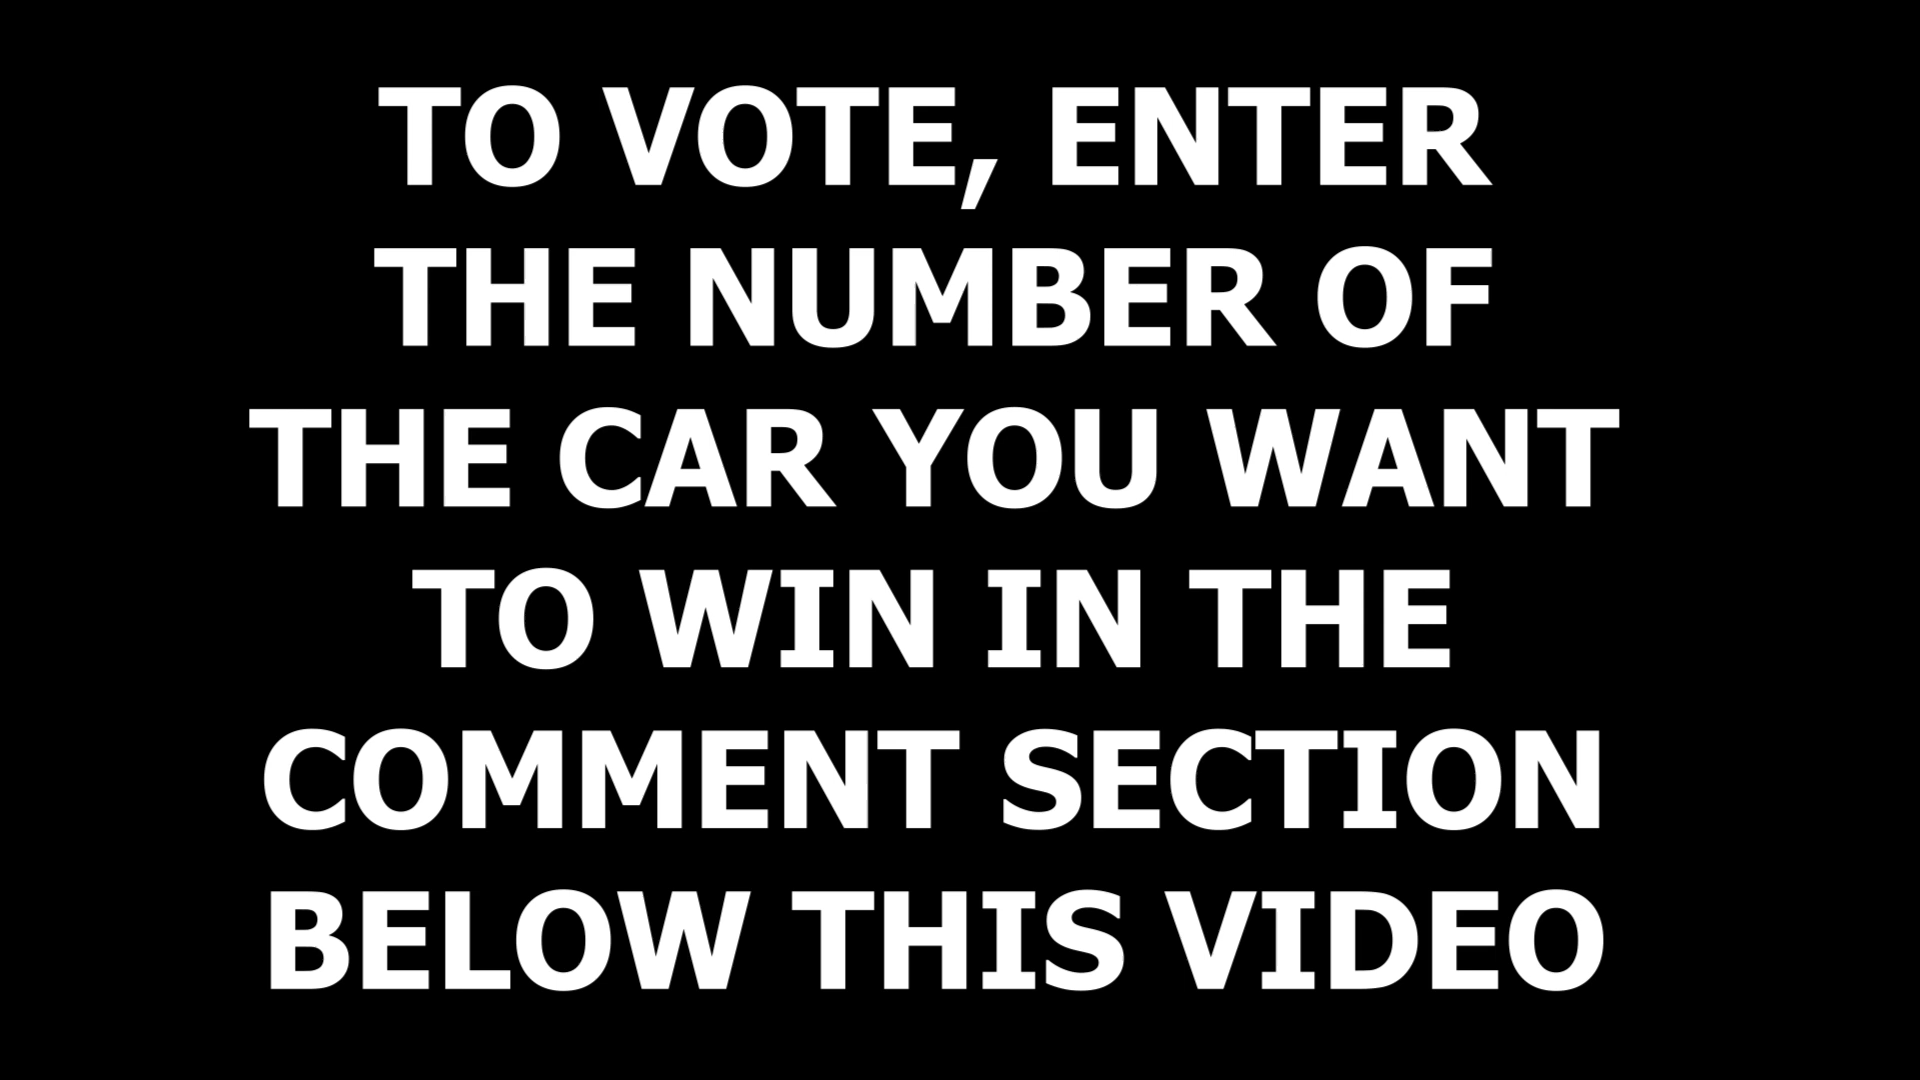 TO VOTE, ENTER
THE NUMBER OF
THE CAR YOU WANT
TO WIN IN THE
COMMENT SECTION
BELOW THIS VIDEO